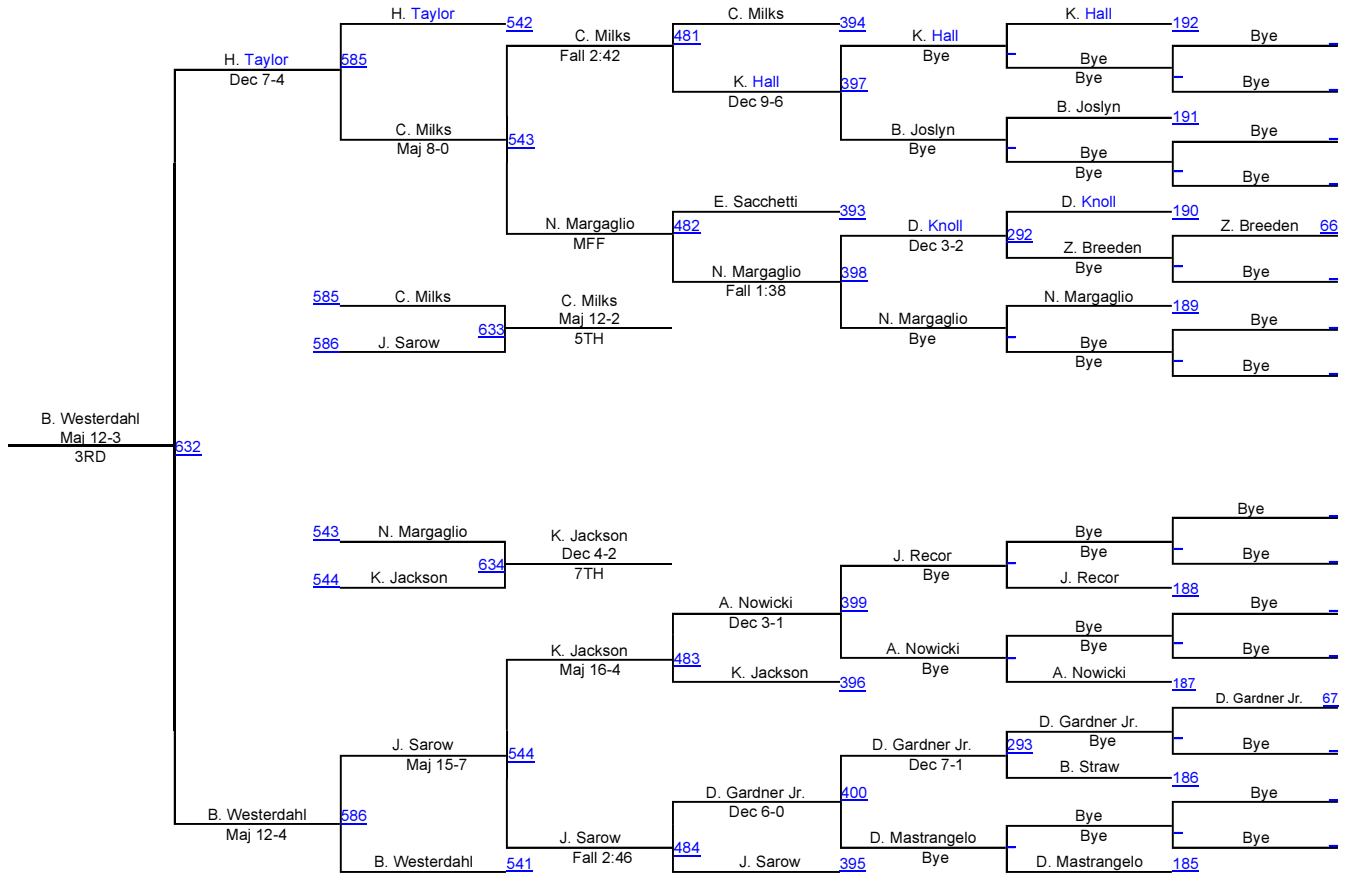 H. Taylor 542 C. Milks 394 K. Hall 192
C. Milks 481 K. Hall Bye
H. Taylor 585 Fall 2:42 Bye Bye
Dec 7-4 K. Hall 397 Bye Bye
Dec 9-6 B. Joslyn 191
C. Milks 543 B. Joslyn Bye
Maj 8-0 Bye Bye
Bye Bye
E. Sacchetti 393 D. Knoll 190
N. Margaglio 482 D. Knoll 292 Z. Breeden 66
MFF Dec 3-2 Z. Breeden
N. Margaglio 398 Bye Bye
Fall 1:38
585 C. Milks C. Milks N. Margaglio 189
633 Maj 12-2 N. Margaglio Bye
586 J. Sarow 5TH Bye Bye
Bye Bye
B. Westerdahl
Maj 12-3 632
3RD
Bye
543 N. Margaglio K. Jackson Bye
634 Dec 4-2 J. Recor Bye Bye
544 K. Jackson 7TH Bye J. Recor 188
A. Nowicki 399 Bye
Dec 3-1 Bye
K. Jackson 483 A. Nowicki Bye Bye
Maj 16-4 K. Jackson 396 Bye A. Nowicki 187
D. Gardner Jr. 67
D. Gardner Jr.
J. Sarow 544 D. Gardner Jr. 293 Bye Bye
Maj 15-7 Dec 7-1 B. Straw 186
D. Gardner Jr. 400 Bye
B. Westerdahl 586 Dec 6-0 Bye
Maj 12-4 J. Sarow 484 D. Mastrangelo Bye Bye
B. Westerdahl 541 Fall 2:46 J. Sarow 395 Bye D. Mastrangelo 185